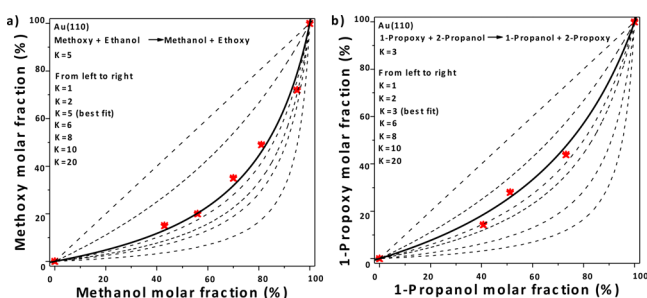 a)
Au(110)
Methoxy + Ethanol → Methanol + Ethoxy
K=5
From left to right
K=1
K=2
K=5 (best fit)
K=6
K=8
K=10
K=20
100
80
60
40
20
0
Methoxy molar fraction (%)
0 20 40 60 80 100
Methanol molar fraction (%)
b)
Au(110)
1-Propoxy + 2-Propanol → 1-Propanol + 2-Propoxy
K=3
From left to right
K=1
K=2
K=3 (best fit)
K=6
K=8
K=10
K=20
100
80
60
40
20
0
1-Propoxy molar fraction (%)
0 20 40 60 80 100
1-Propanol molar fraction (%)